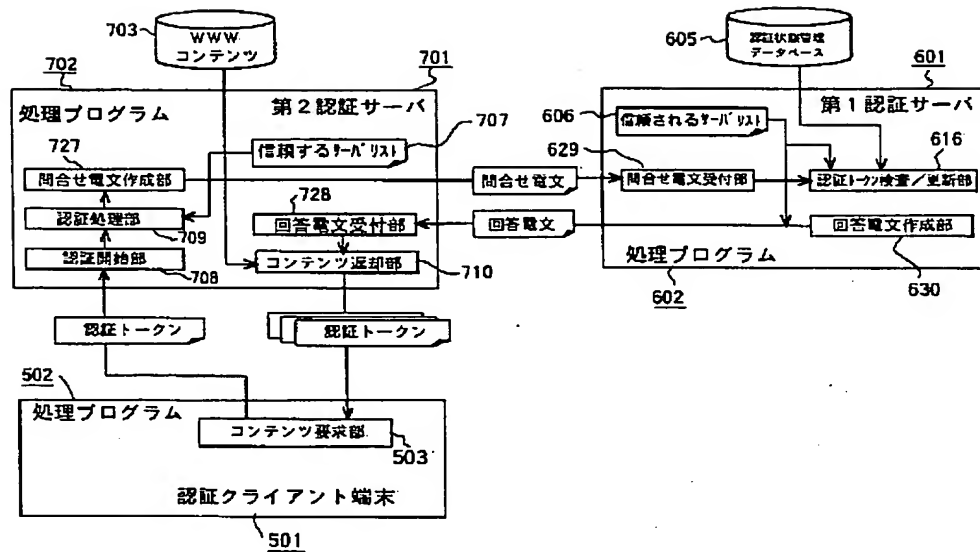 703
WWW
コンテンツ
702
701
処理プログラム
第2認証サーバ
727
信頼するサーバリスト
707
問合せ電文作成部
728
認証処理部
709
回答電文受付部
認証開始部
708
コンテンツ返却部
710
認証トークン
認証トークン
502
処理プログラム
コンテンツ要求部
503
認証クライアント端末
501
問合せ電文
回答電文
605
認証状態管理
データベース
601
第1認証サーバ
606
信頼されるサーバリスト
629
616
問合せ電文受付部
認証トークン検査/更新部
回答電文作成部
処理プログラム
602
630